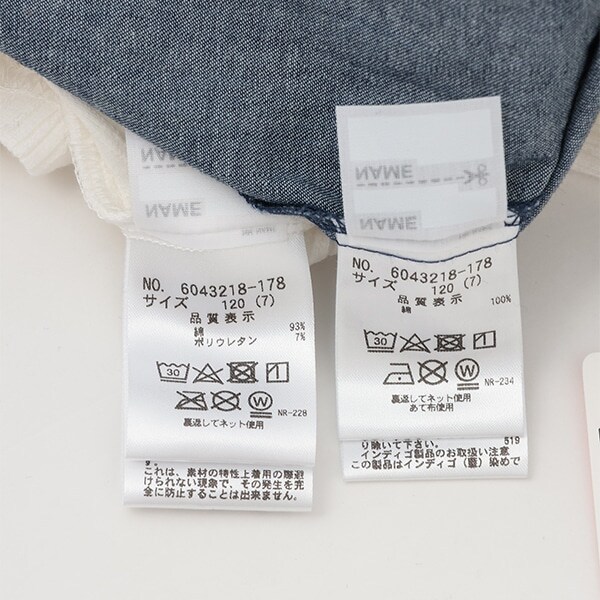 NAME
NAME
NO. 6043218-178
サイズ 120 (7)
品質表示
綿 93%
ポリウレタン 7%
30
1
W
NR-228
裏返してネット使用
これは、素材の特性上着用の際避
けられない現象で、その発生を完
全に防止することは出来ません。
NAME
NAME
NO. 6043218-178
サイズ 120 (7)
品質表示
綿 100%
30
1
W
NR-234
裏返してネット使用
あて布使用
り除いて下さい。 519
インディゴのお取扱い注意
この製品はインディゴ(藍)染めで